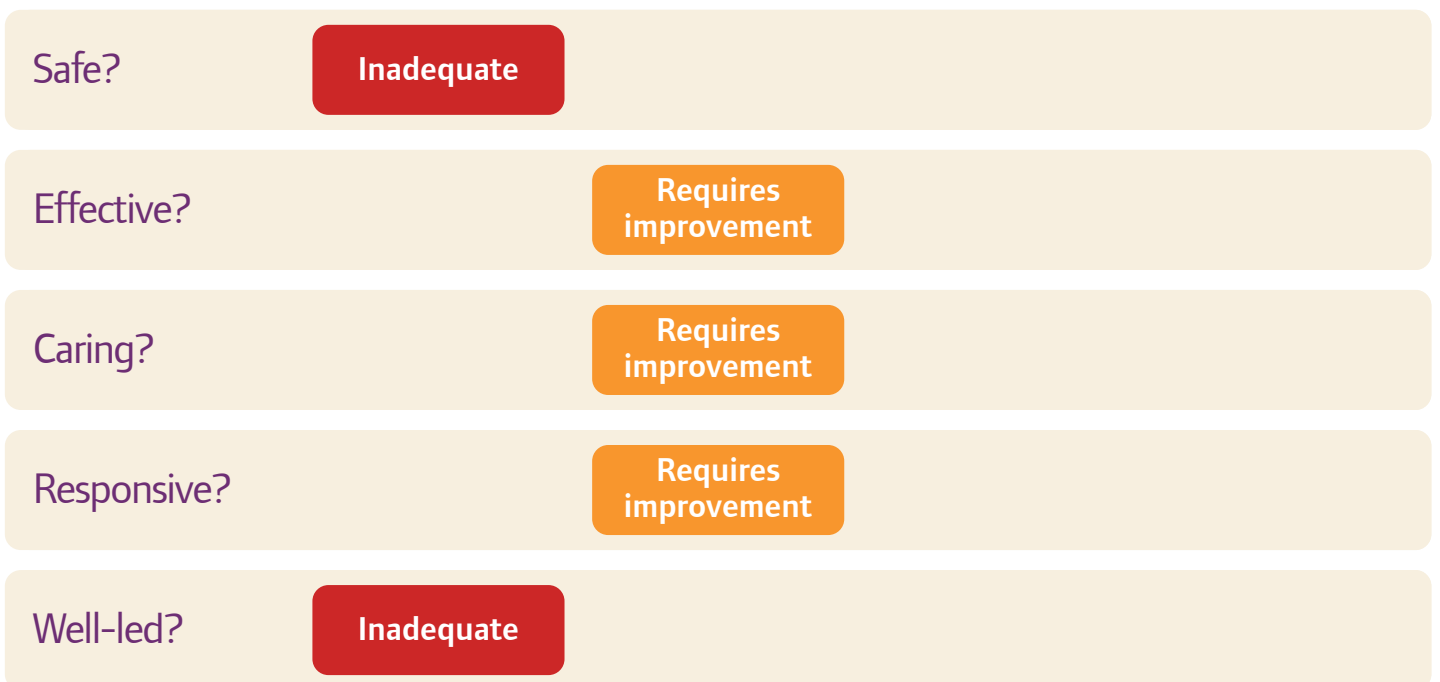 Safe?
Inadequate
Effective?
Requires
improvement
Caring?
Requires
improvement
Responsive?
Requires
improvement
Well-led?
Inadequate